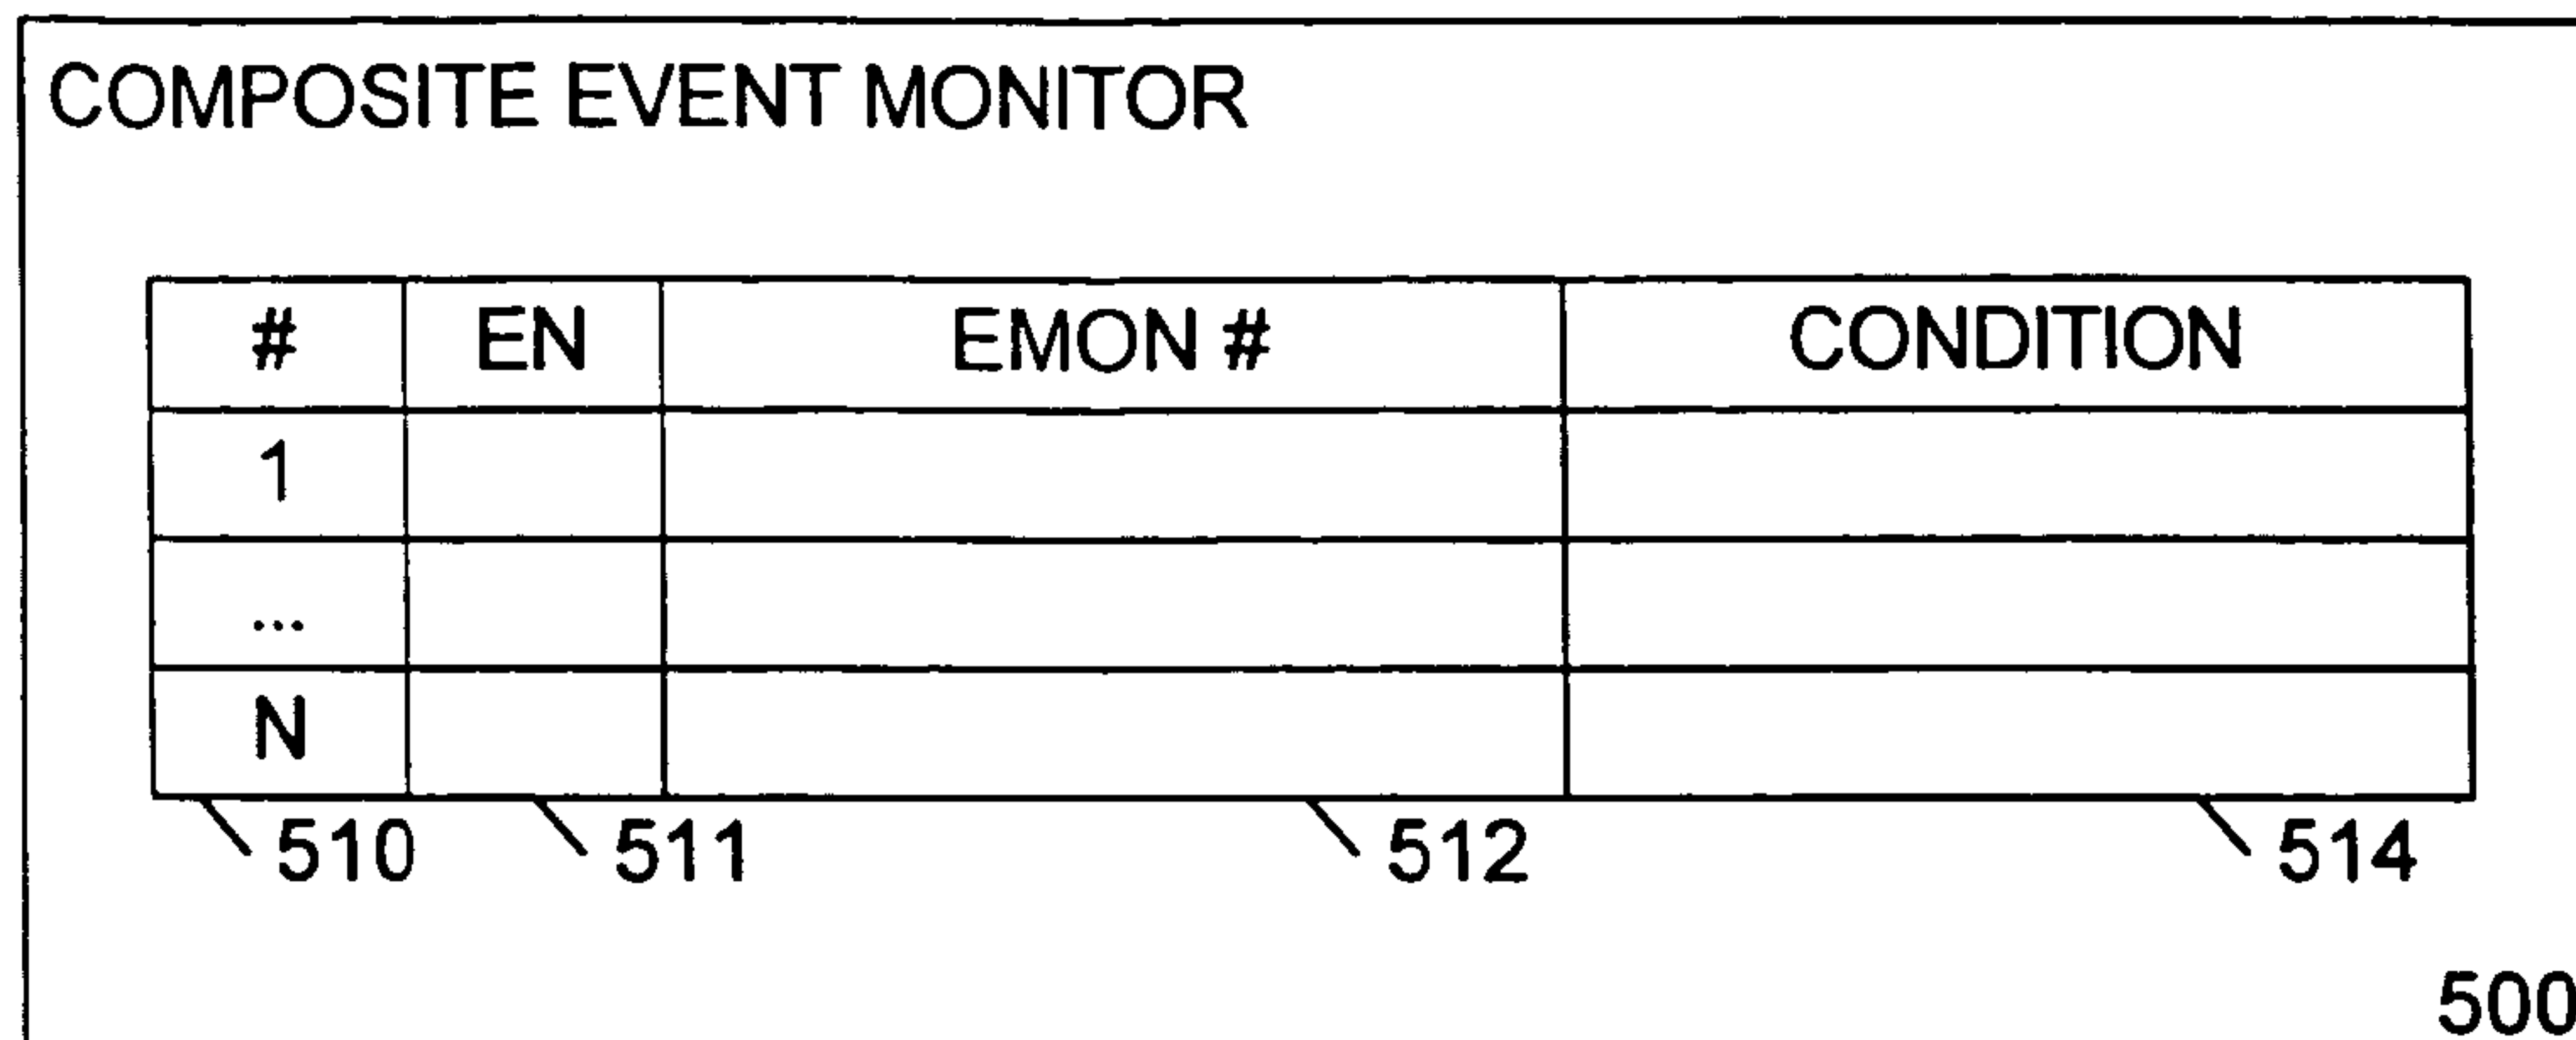 COMPOSITE EVENT MONITOR
# EN EMON # CONDITION
1
...
N
510 511 512 514
500